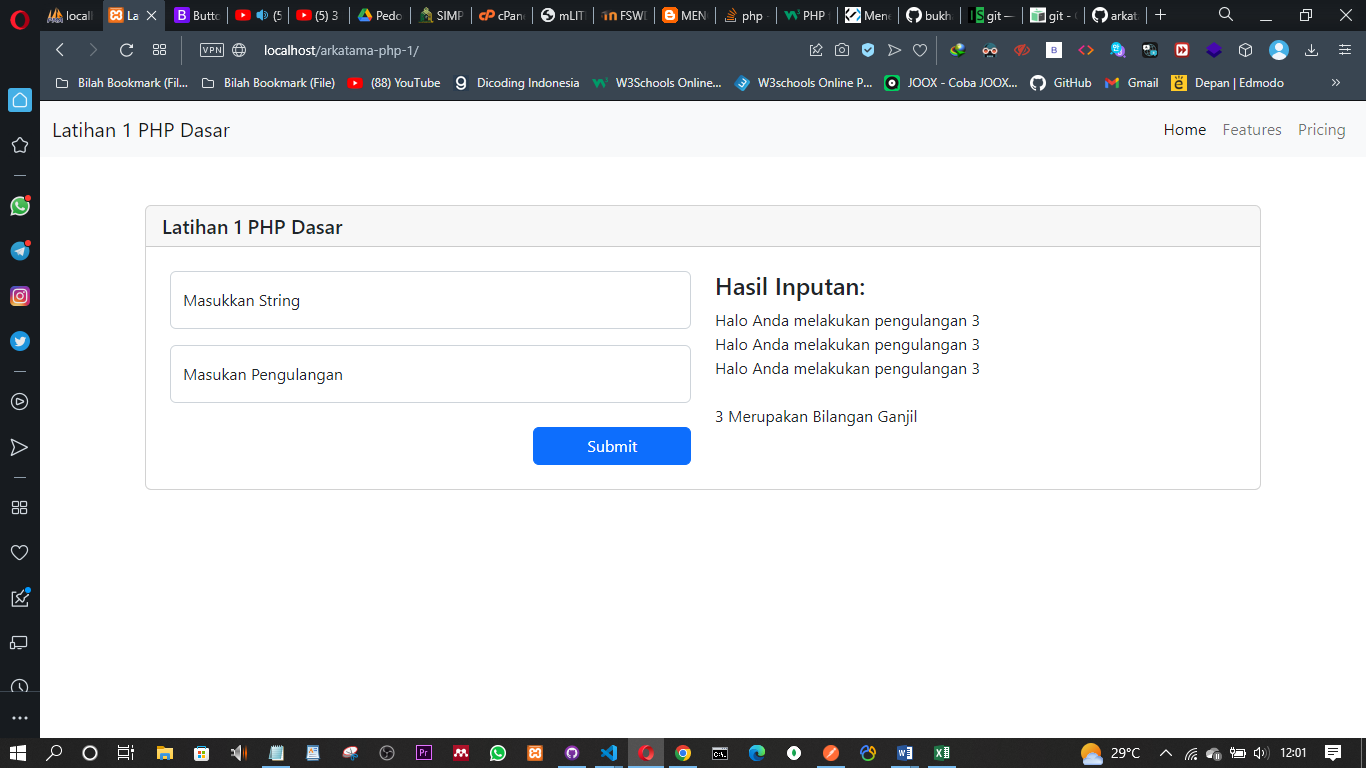 locall
La
Butto
(5
(5) 3
Pedo
SIMP
cPan
mLIT
FSWD
MEN
php
PHP f
Mene
bukh
git —
git -
arkat
VPN
localhost/arkatama-php-1/
Bilah Bookmark (Fil...
Bilah Bookmark (File)
(88) YouTube
Dicoding Indonesia
W3Schools Online...
W3schools Online P...
JOOX - Coba JOOX...
GitHub
Gmail
Depan | Edmodo
Latihan 1 PHP Dasar
Home
Features
Pricing
Latihan 1 PHP Dasar
Masukkan String
Masukan Pengulangan
Submit
Hasil Inputan:
Halo Anda melakukan pengulangan 3
Halo Anda melakukan pengulangan 3
Halo Anda melakukan pengulangan 3
3 Merupakan Bilangan Ganjil
29°C
12:01